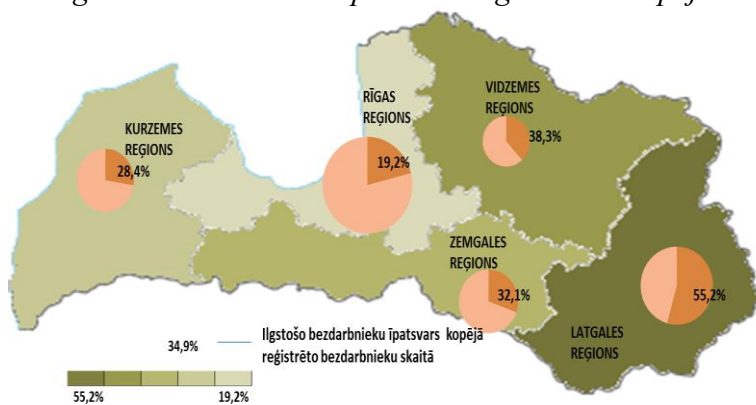 RĪGAS
REĢIONS
19,2%
VIDZEMES
REĢIONS
38,3%
KURZEMES
REĢIONS
28,4%
ZEMGALES
REĢIONS
32,1%
55,2%
LATGALES
REĢIONS
34,9%
Ilgstošo bezdarbnieku īpatsvars kopējā
reģistrēto bezdarbnieku skaitā
55,2%
19,2%